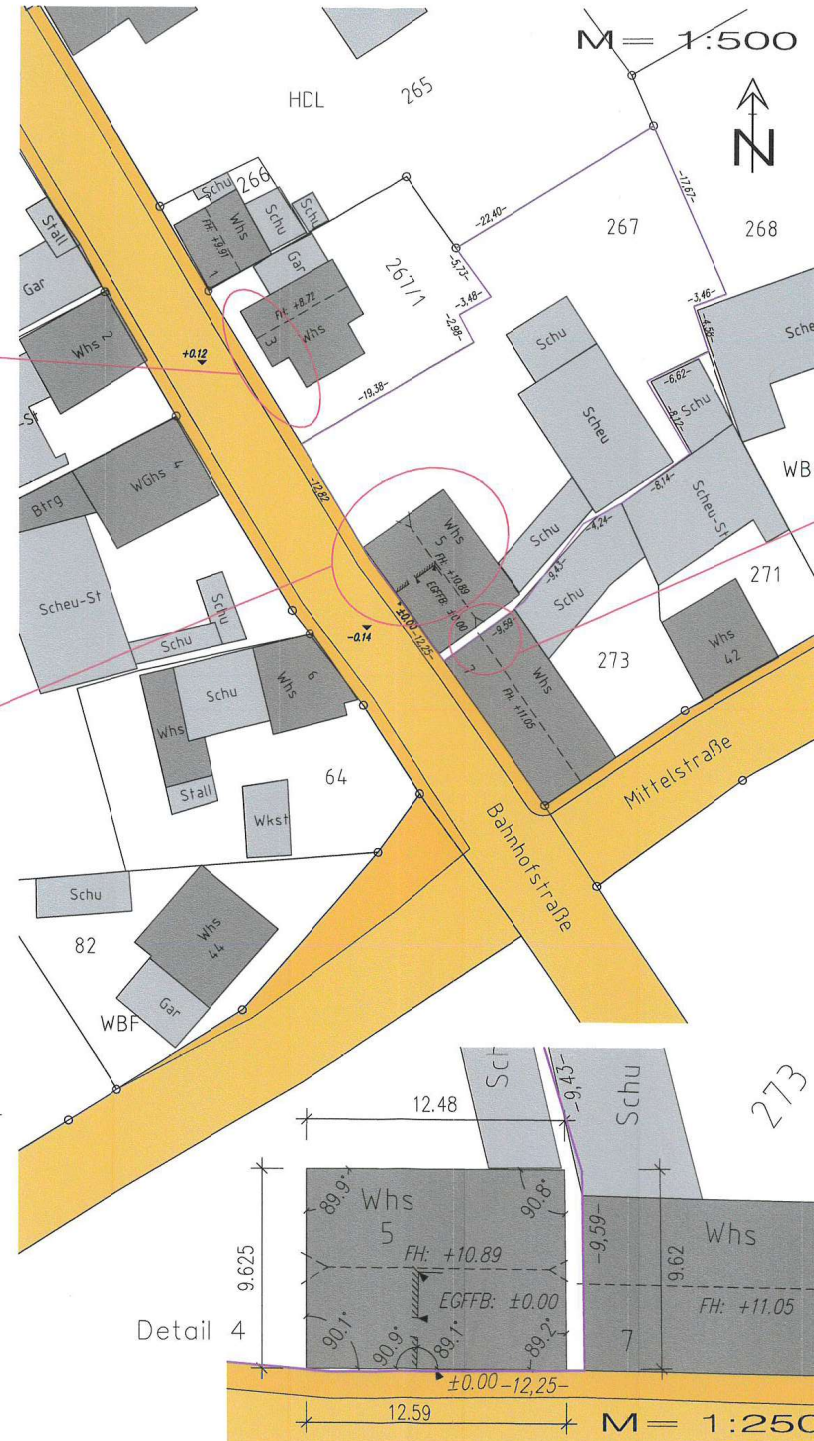 M= 1:500
N
HCL
265
266
Schu
Whs
FH: +9.91
1
Schu
Schu
Gar
267/1
FH: +8.72
3
Whs
-22,40-
-17,67-
267
268
-5,73-
-3,48-
-2,98-
-3,46-
-4,58-
-19,38-
Stall
Gar
Whs 2
+0.12
Schu
Scheu
-6,62-
Schu
-8,12-
WB
-St
WGhs 4
Btrg
-12,82
Whs
5
FH: +10.89
EGFFB: ±0.00
±0.00-12,25-
-8,14-
Scheu-St
-4,24-
Schu
-9,43-
Schu
271
Scheu-St
Schu
Schu
-0.14
-9,59-
7
Whs
FH: +11.05
273
Whs
42
Whs
6
Schu
Whs
Stall
64
Wkst
Mittelstraße
Bahnhofstraße
Schu
82
Whs
44
Gar
WBF
12.48
-9,43-
Schu
273
89.9°
Whs
5
90.8°
9.625
FH: +10.89
EGFFB: ±0.00
-9,59-
9.62
Whs
FH: +11.05
Detail 4
90.1°
90.9°
89.1°
89.2°
7
±0.00 -12,25-
12.59
M= 1:250